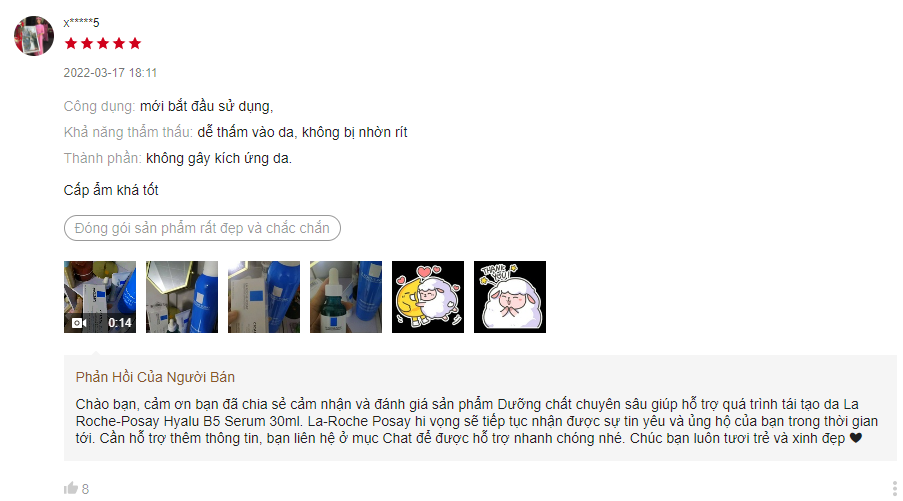 x*****5
2022-03-17 18:11
Công dụng: mới bắt đầu sử dụng,
Khả năng thẩm thấu: dễ thấm vào da, không bị nhờn rít
Thành phần: không gây kích ứng da.
Cấp ẩm khá tốt
Đóng gói sản phẩm rất đẹp và chắc chắn
0:14
THANK YOU!
Phản Hồi Của Người Bán
Chào bạn, cảm ơn bạn đã chia sẻ cảm nhận và đánh giá sản phẩm Dưỡng chất chuyên sâu giúp hỗ trợ quá trình tái tạo da La
Roche-Posay Hyalu B5 Serum 30ml. La-Roche Posay hi vọng sẽ tiếp tục nhận được sự tin yêu và ủng hộ của bạn trong thời gian
tới. Cần hỗ trợ thêm thông tin, bạn liên hệ ở mục Chat để được hỗ trợ nhanh chóng nhé. Chúc bạn luôn tươi trẻ và xinh đẹp 🖤
8